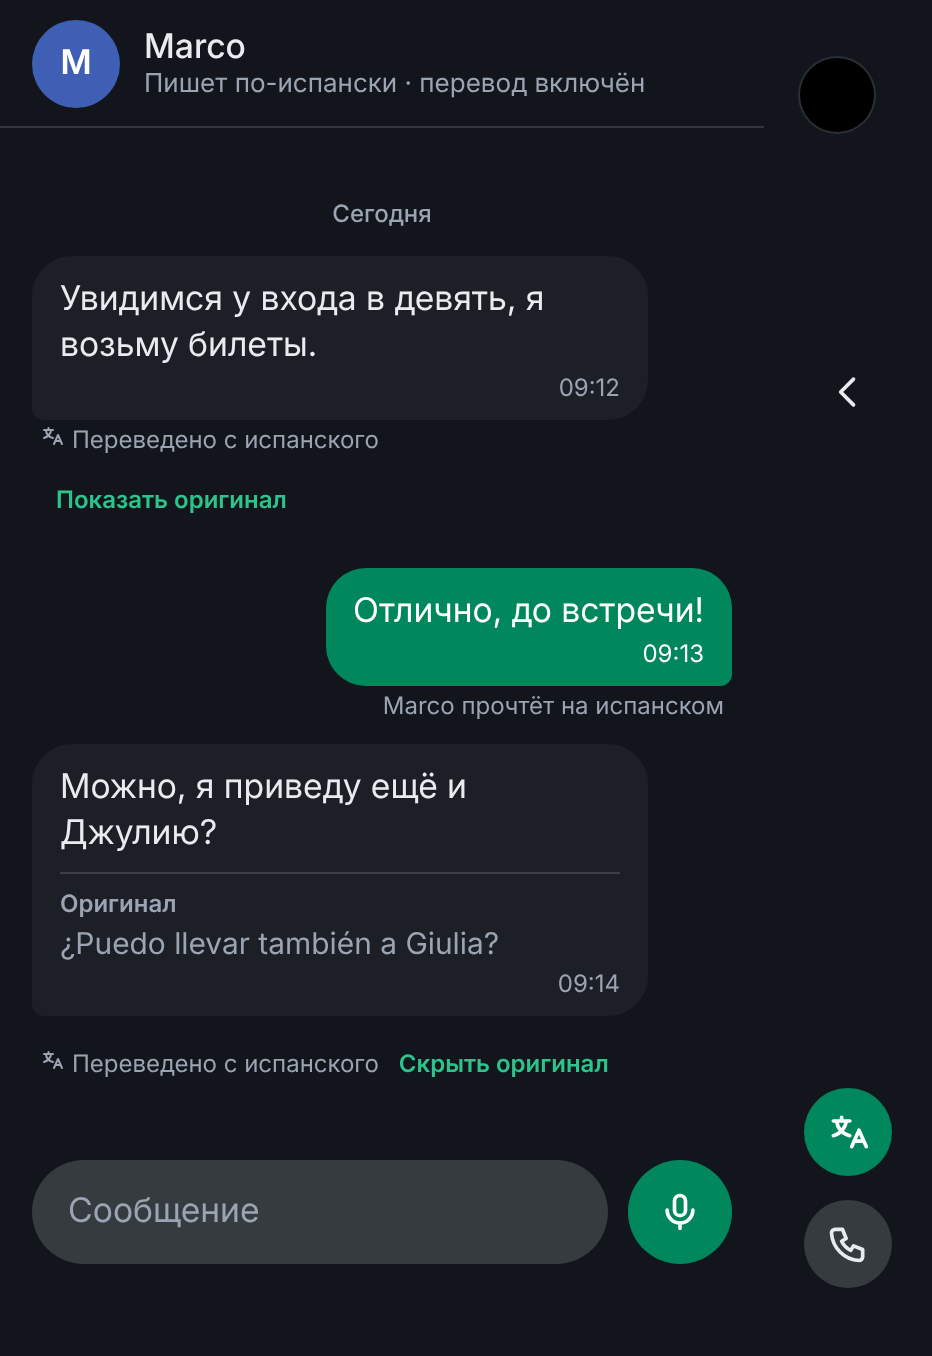 M
Marco
Пишет по-испански · перевод включён
Сегодня
Увидимся у входа в девять, я
возьму билеты.
09:12
Переведено с испанского
Показать оригинал
Отлично, до встречи!
09:13
Marco прочтёт на испанском
Можно, я приведу ещё и
Джулию?
Оригинал
¿Puedo llevar también a Giulia?
09:14
Переведено с испанского Скрыть оригинал
Сообщение